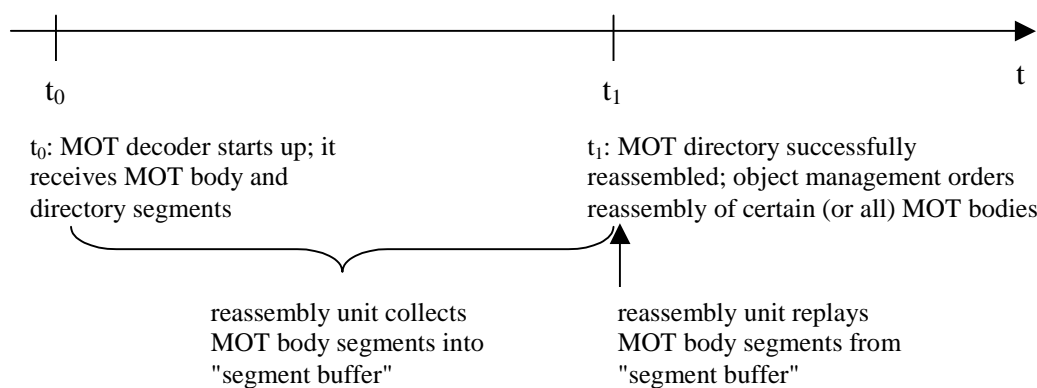 t
t₀
t₁
t₀: MOT decoder starts up; it
receives MOT body and
directory segments
t₁: MOT directory successfully
reassembled; object management orders
reassembly of certain (or all) MOT bodies
reassembly unit collects
MOT body segments into
"segment buffer"
reassembly unit replays
MOT body segments from
"segment buffer"